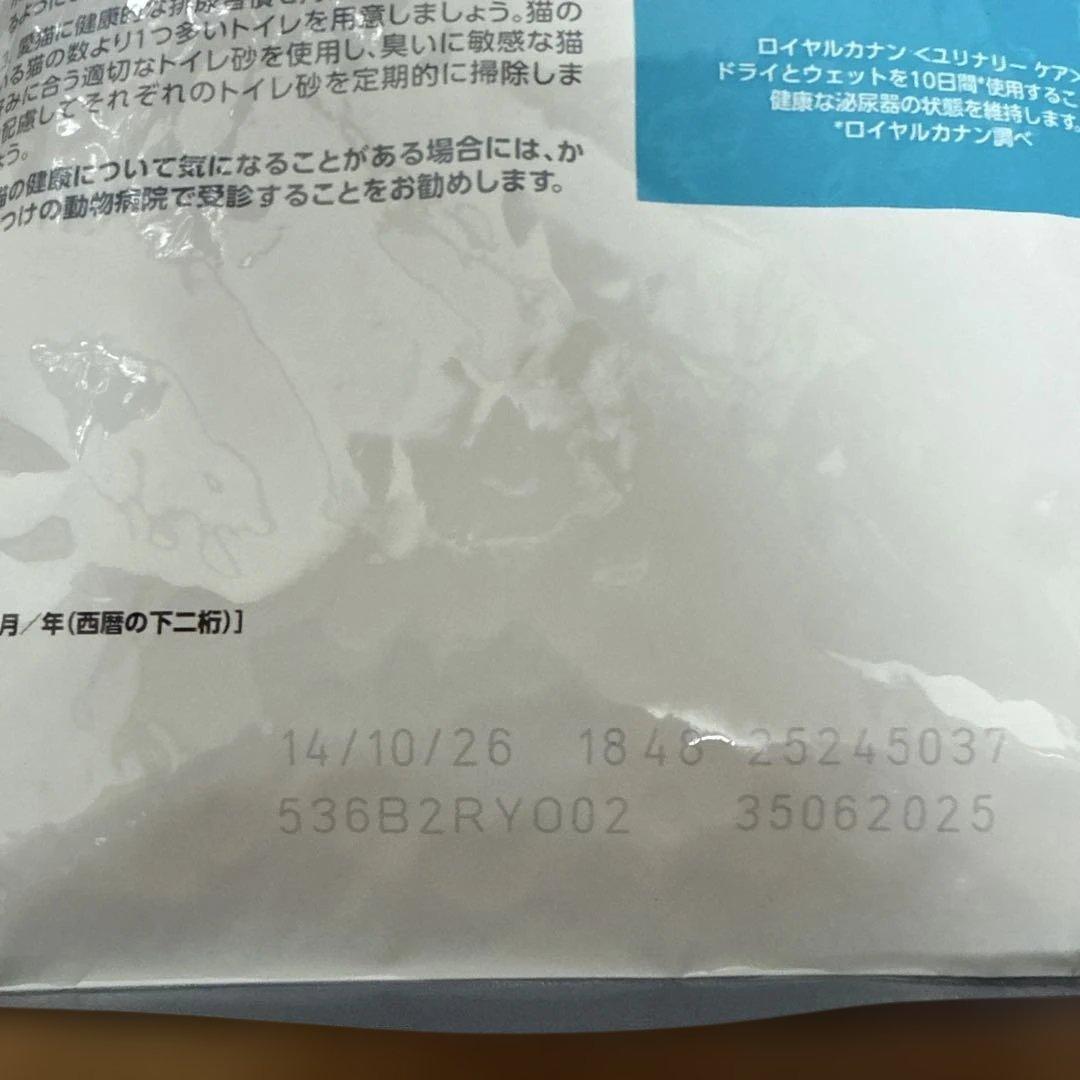 愛猫に健康的な排尿習慣を
いる猫の数より1つ多いトイレを用意しましょう。猫の
好みに合う適切なトイレ砂を使用し、臭いに敏感な猫
配慮してそれぞれのトイレ砂を定期的に掃除しま
ょう。
猫の健康について気になることがある場合には、か
つけの動物病院で受診することをお勧めします。
ロイヤルカナン <ユリナリー ケア>
ドライとウェットを10日間*使用するこ
健康な泌尿器の状態を維持します。
*ロイヤルカナン調べ
月/年(西暦の下二桁)]
14/10/26 1848 25245037
536B2RYO02 35062025